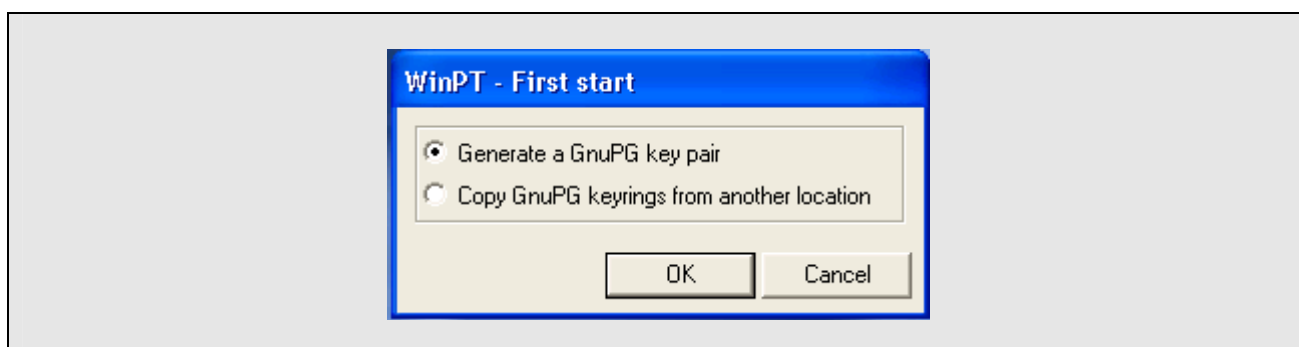 WinPT - First start
Generate a GnuPG key pair
Copy GnuPG keyrings from another location
OK Cancel